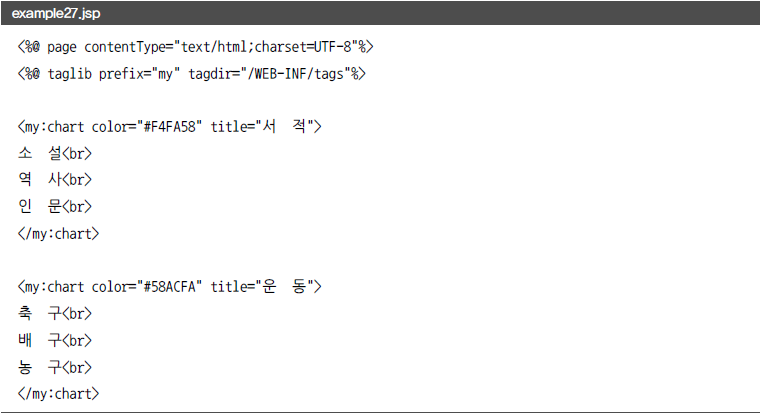 example27.jsp
<%@ page contentType="text/html;charset=UTF-8"%>
<%@ taglib prefix="my" tagdir="/WEB-INF/tags"%>
<my:chart color="#F4FA58" title="서  적">
소  설<br>
역  사<br>
인  문<br>
</my:chart>
<my:chart color="#58ACFA" title="운  동">
축  구<br>
배  구<br>
농  구<br>
</my:chart>